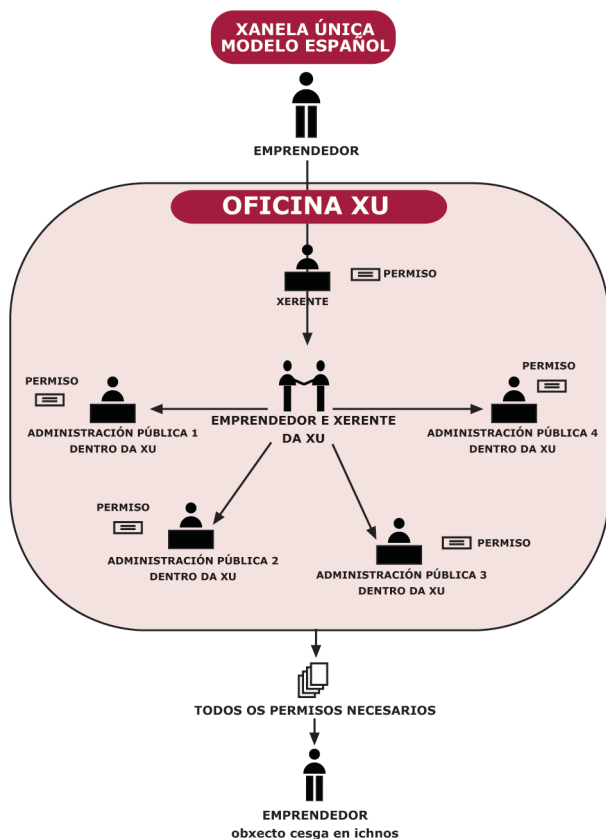 XANELA ÚNICA
MODELO ESPAÑOL
EMPRENDEDOR
OFICINA XU
PERMISO
XERENTE
PERMISO
PERMISO
EMPRENDEDOR E XERENTE
DA XU
ADMINISTRACIÓN PÚBLICA 1
DENTRO DA XU
ADMINISTRACIÓN PÚBLICA 4
DENTRO DA XU
PERMISO
PERMISO
ADMINISTRACIÓN PÚBLICA 2
DENTRO DA XU
ADMINISTRACIÓN PÚBLICA 3
DENTRO DA XU
TODOS OS PERMISOS NECESARIOS
EMPRENDEDOR
obxecto cesga en ichnos